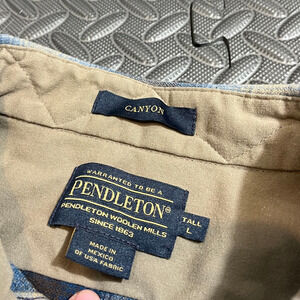 CANYON
WARRANTED TO BE A
PENDLETON®
PENDLETON WOOLEN MILLS
SINCE 1863
TALL
L
MADE IN
MEXICO
OF USA FABRIC